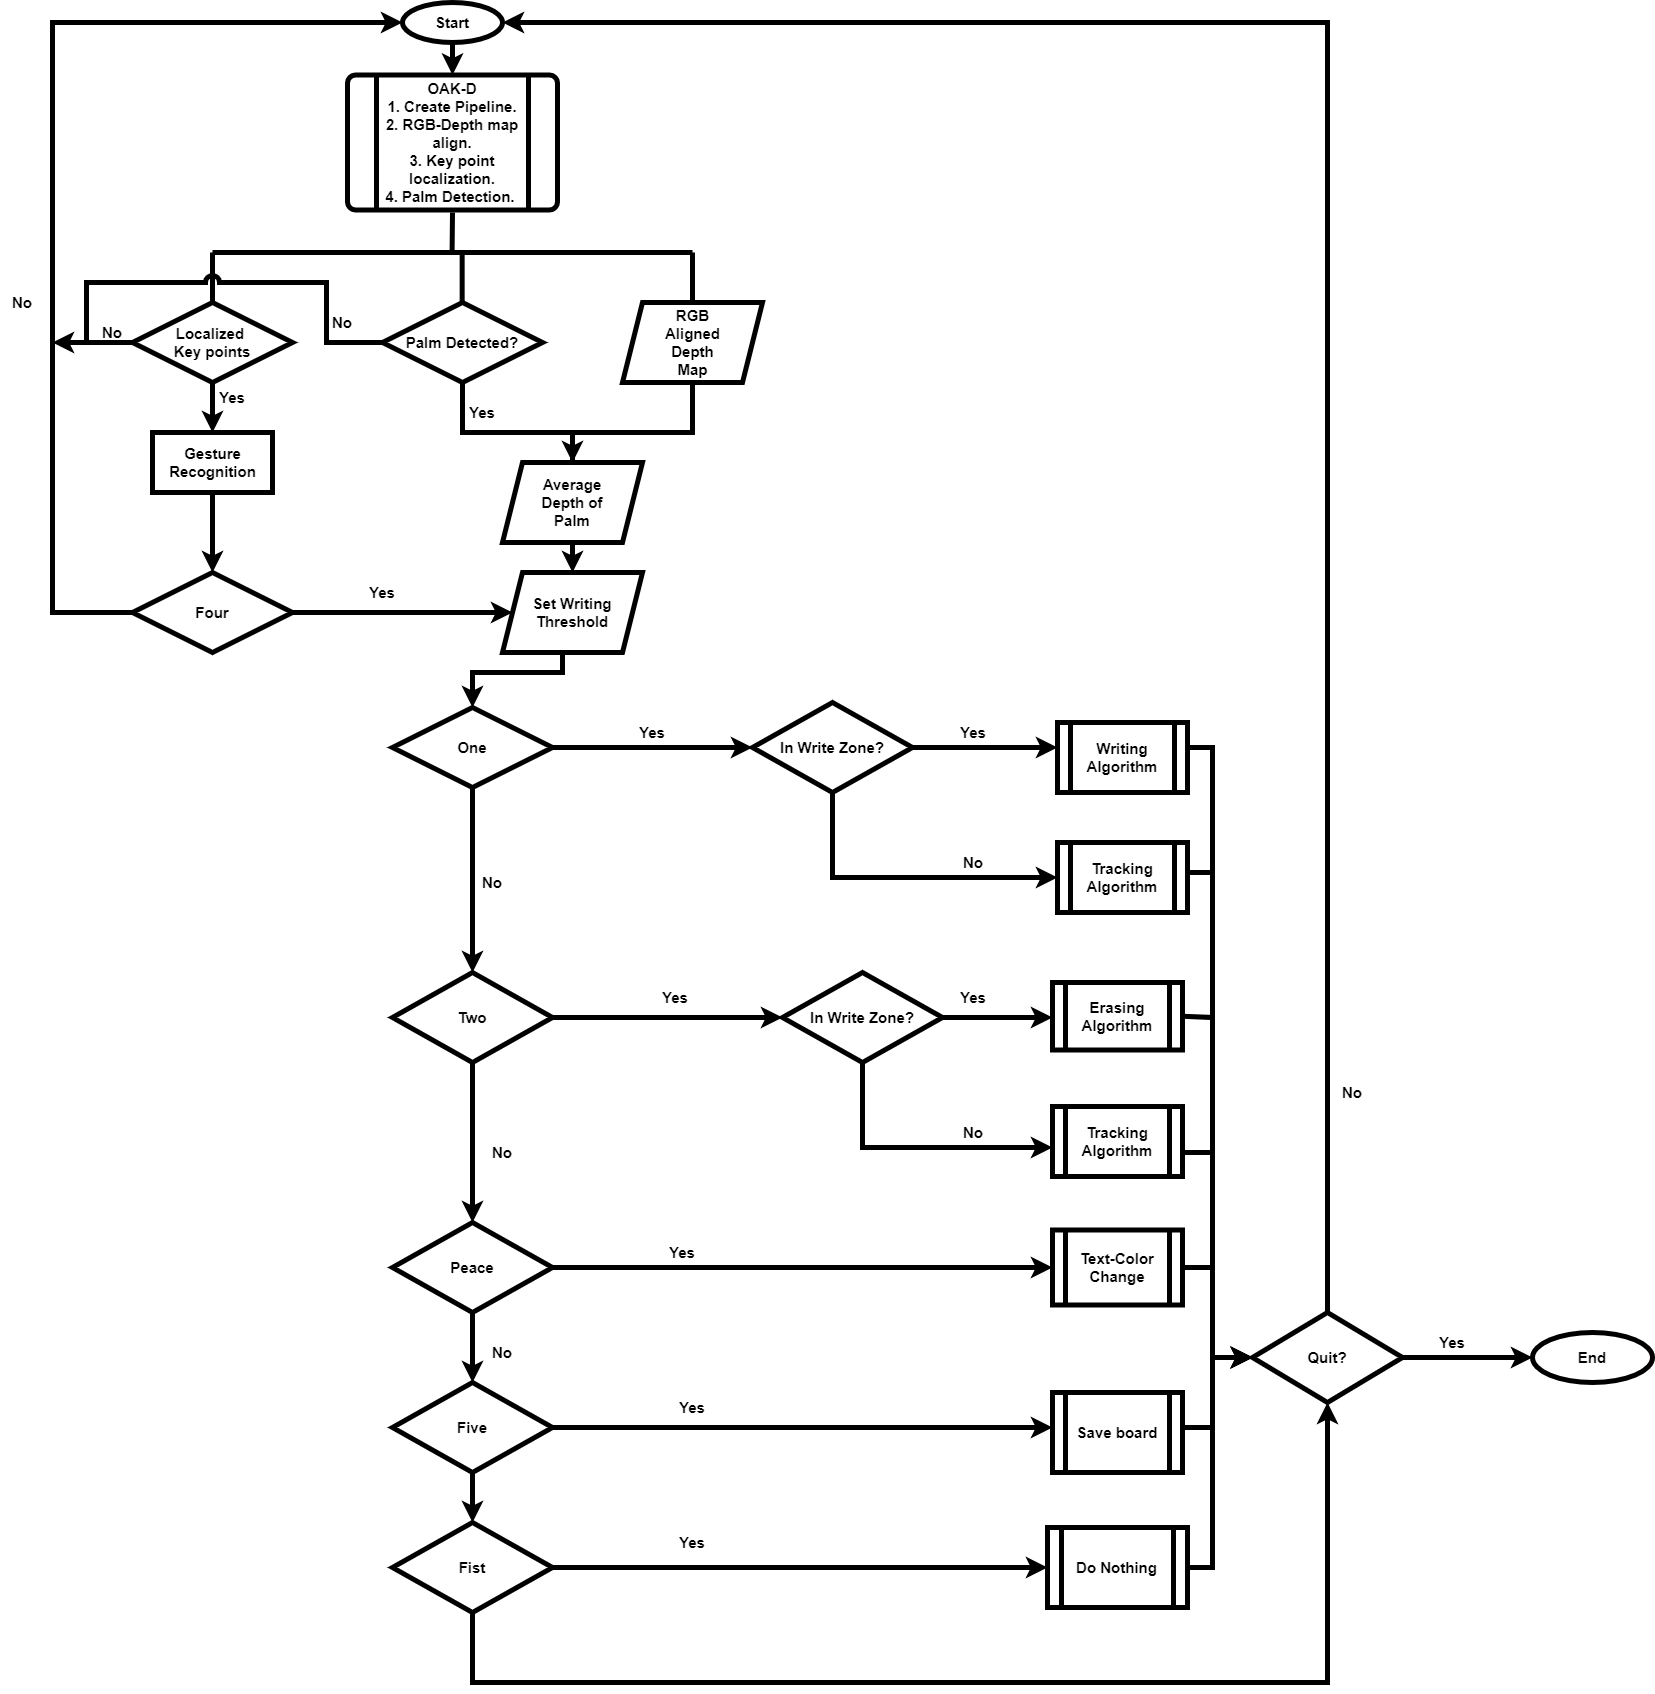 Start
OAK-D
1. Create Pipeline.
2. RGB-Depth map
align.
3. Key point
localization.
4. Palm Detection.
No
No
Localized
Key points
No
Palm Detected?
RGB
Aligned
Depth
Map
Yes
Yes
Gesture
Recognition
Average
Depth of
Palm
Four
Yes
Set Writing
Threshold
One
Yes
In Write Zone?
Yes
Writing
Algorithm
No
Tracking
Algorithm
No
Two
Yes
In Write Zone?
Yes
Erasing
Algorithm
No
Tracking
Algorithm
No
No
Peace
Yes
Text-Color
Change
No
Quit?
Yes
End
Five
Yes
Save board
Fist
Yes
Do Nothing